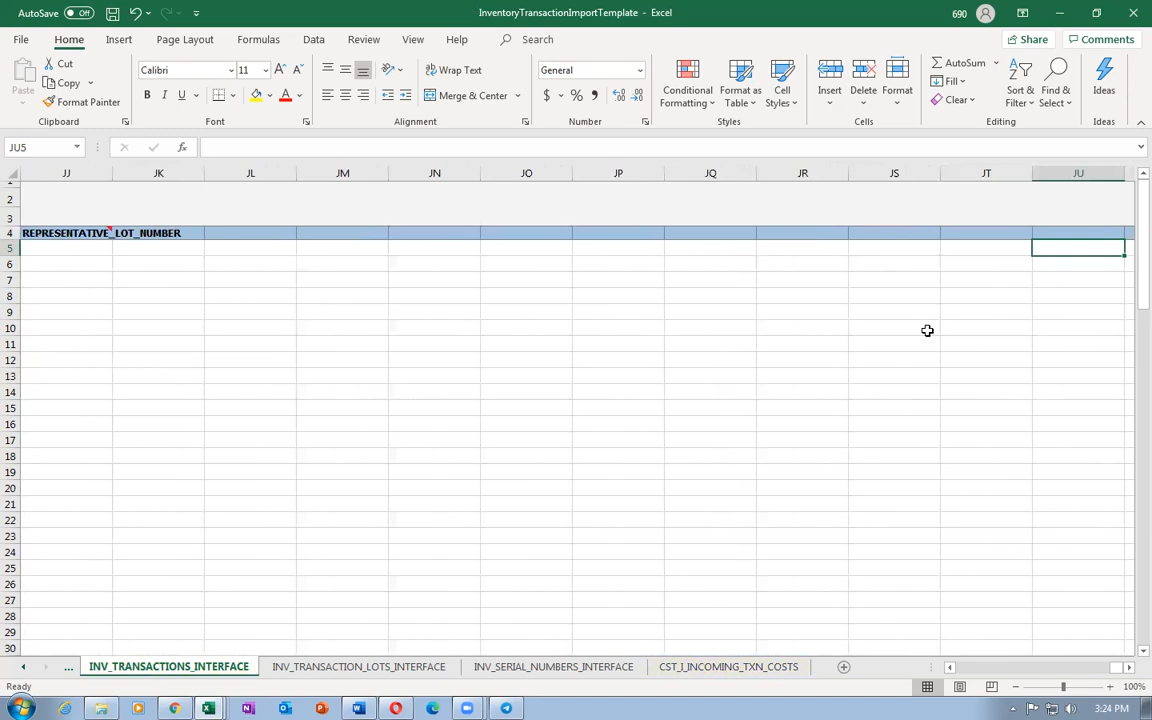 AutoSave Off InventoryTransactionImportTemplate - Excel 690
File Home Insert Page Layout Formulas Data Review View Help Search Share Comments
Paste Cut Copy Format Painter Clipboard
Calibri 11 B I U Font
Wrap Text Merge & Center Alignment
General $ % Number
Conditional Formatting Format as Table Cell Styles Styles
Insert Delete Format Cells
AutoSum Fill Clear Sort & Filter Find & Select Editing
Ideas Ideas
JU5 fx
JJ JK JL JM JN JO JP JQ JR JS JT JU
1
2
3
4 REPRESENTATIVE_LOT_NUMBER
5
6
7
8
9
10
11
12
13
14
15
16
17
18
19
20
21
22
23
24
25
26
27
28
29
30
... INV_TRANSACTIONS_INTERFACE INV_TRANSACTION_LOTS_INTERFACE INV_SERIAL_NUMBERS_INTERFACE CST_I_INCOMING_TXN_COSTS
Ready 100%
3:24 PM